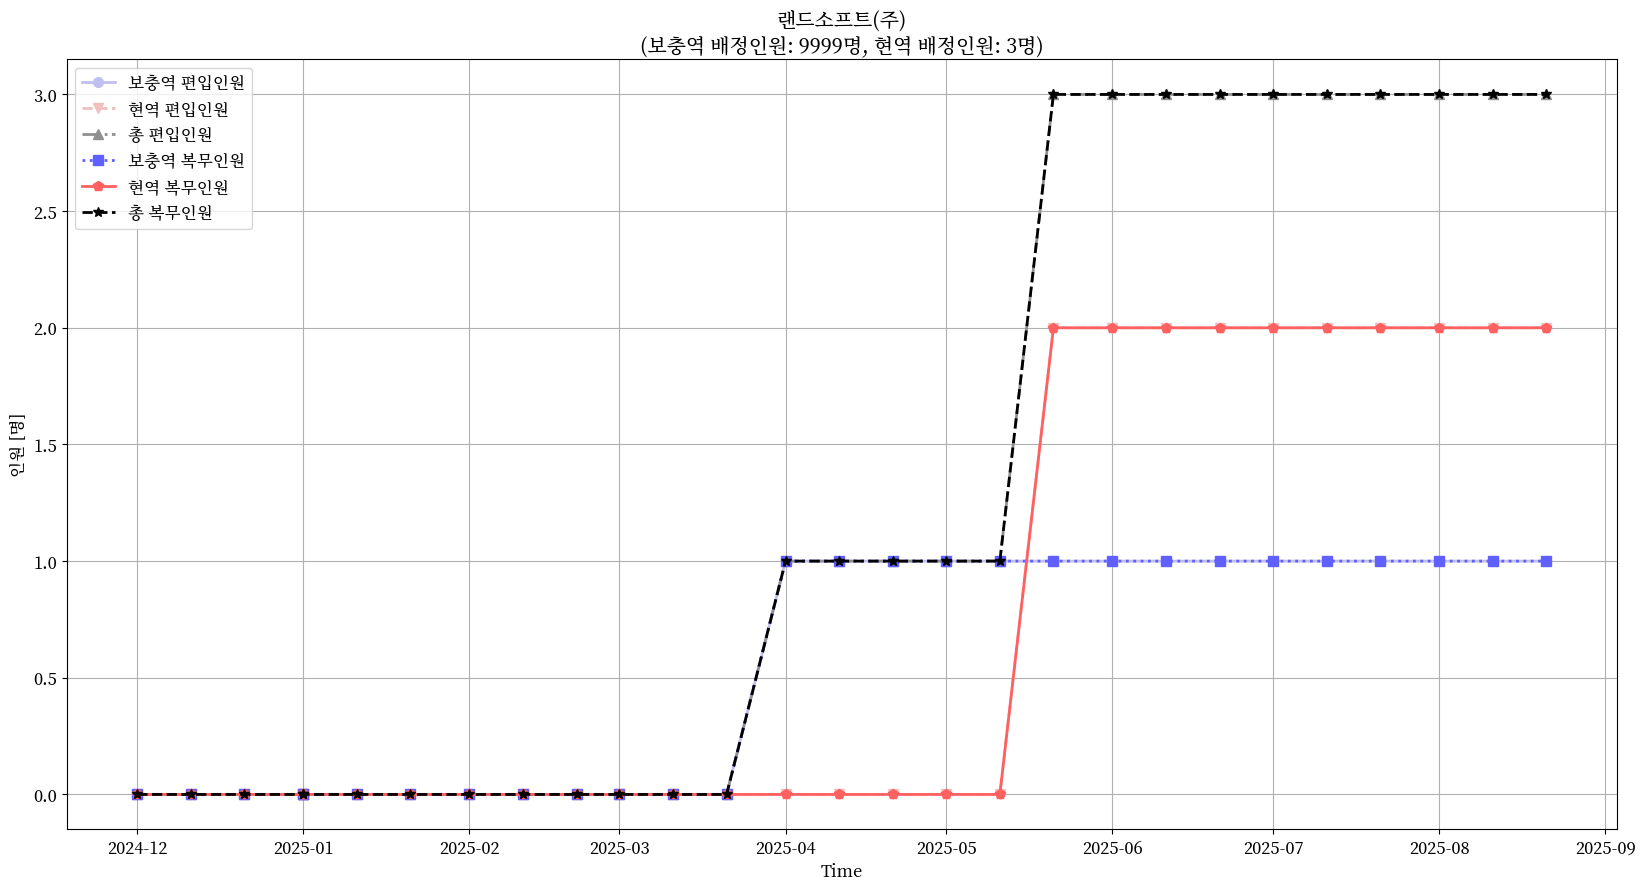 랜드소프트(주)
(보충역 배정인원: 9999명, 현역 배정인원: 3명)
보충역 편입인원
현역 편입인원
총 편입인원
보충역 복무인원
현역 복무인원
총 복무인원
인원 [명]
3.0
2.5
2.0
1.5
1.0
0.5
0.0
2024-12
2025-01
2025-02
2025-03
2025-04
2025-05
2025-06
2025-07
2025-08
2025-09
Time